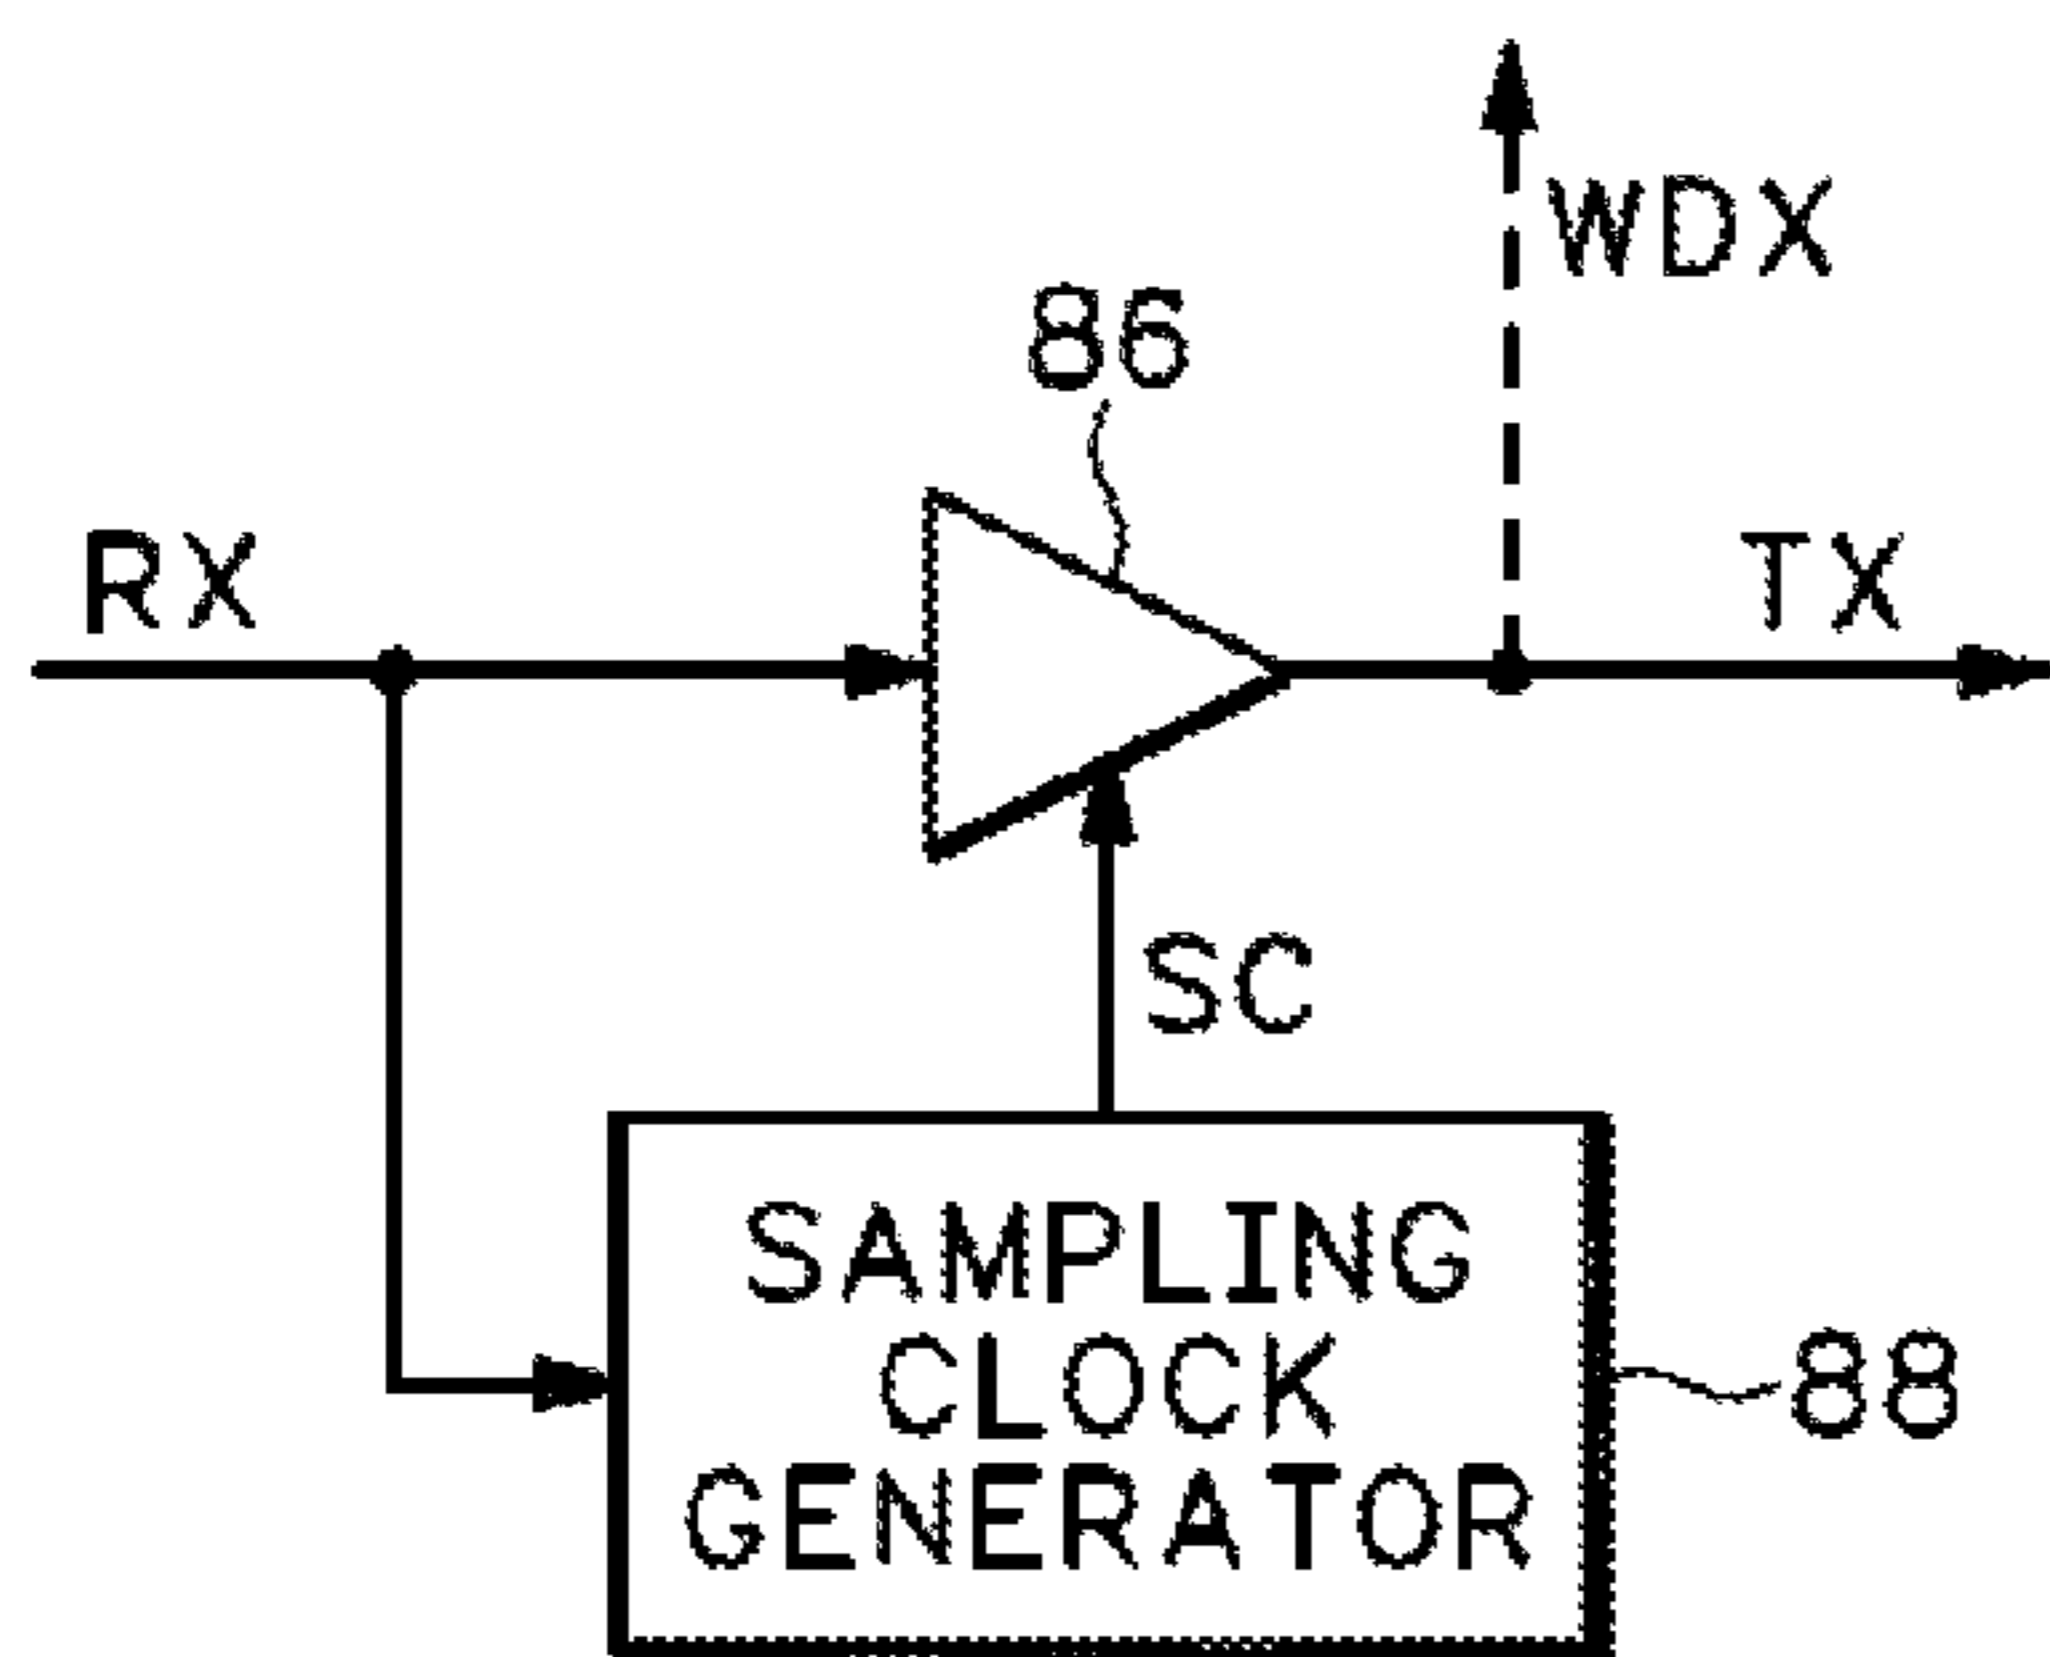 WDX
86
RX
TX
SC
SAMPLING
CLOCK
GENERATOR
88